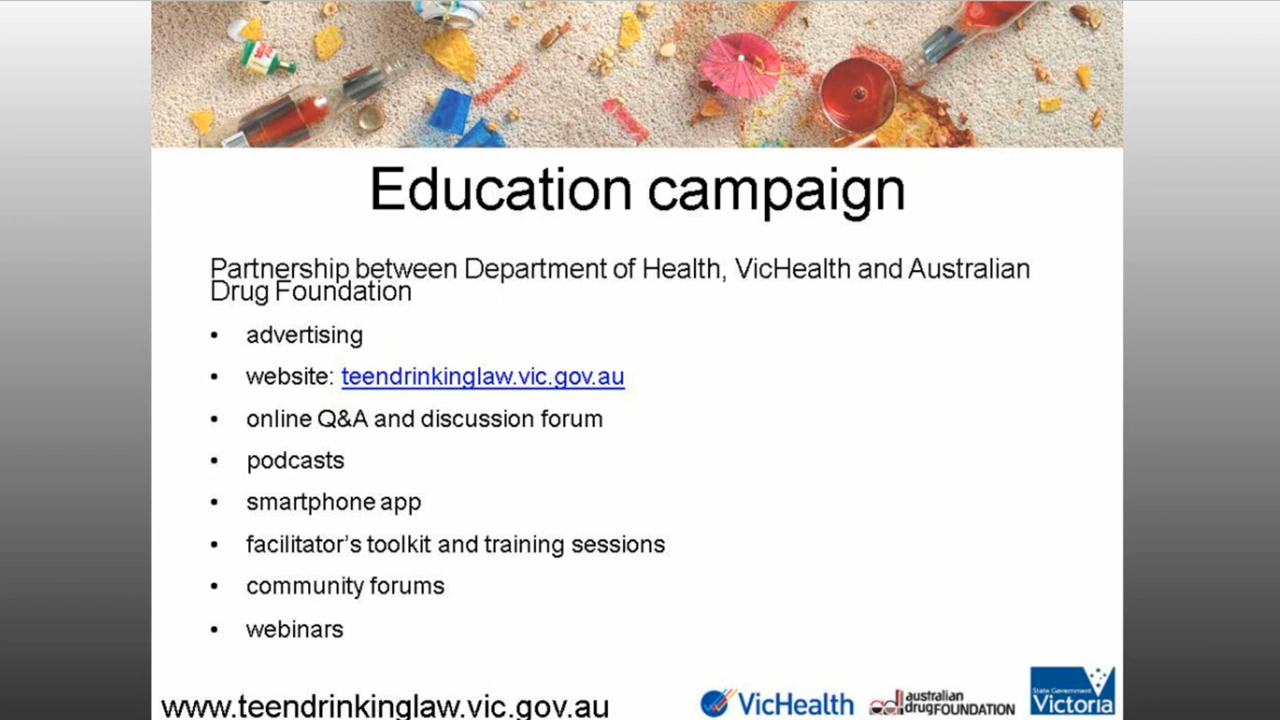 Education campaign
Partnership between Department of Health, VicHealth and Australian
Drug Foundation
• advertising
• website: teendrinkinglaw.vic.gov.au
• online Q&A and discussion forum
• podcasts
• smartphone app
• facilitator’s toolkit and training sessions
• community forums
• webinars
www.teendrinkinglaw.vic.gov.au
VicHealth
adf australian
drugFOUNDATION
State Government
Victoria